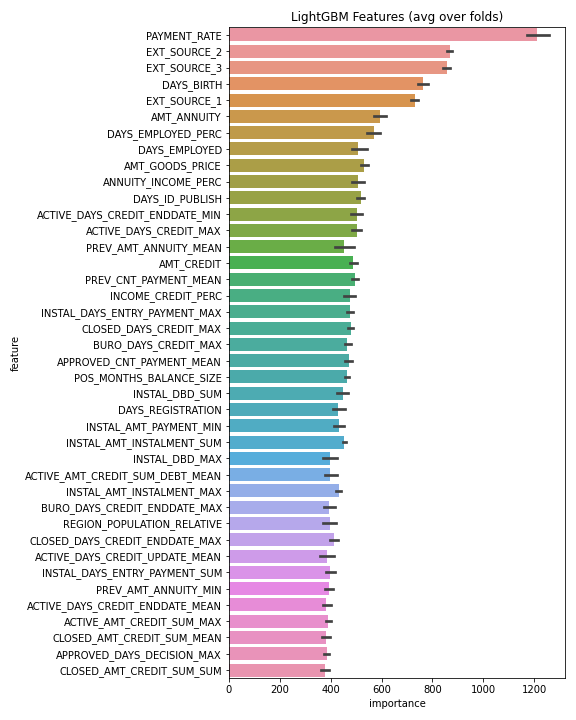 LightGBM Features (avg over folds)
PAYMENT_RATE
EXT_SOURCE_2
EXT_SOURCE_3
DAYS_BIRTH
EXT_SOURCE_1
AMT_ANNUITY
DAYS_EMPLOYED_PERC
DAYS_EMPLOYED
AMT_GOODS_PRICE
ANNUITY_INCOME_PERC
DAYS_ID_PUBLISH
ACTIVE_DAYS_CREDIT_ENDDATE_MIN
ACTIVE_DAYS_CREDIT_MAX
PREV_AMT_ANNUITY_MEAN
AMT_CREDIT
PREV_CNT_PAYMENT_MEAN
INCOME_CREDIT_PERC
INSTAL_DAYS_ENTRY_PAYMENT_MAX
CLOSED_DAYS_CREDIT_MAX
BURO_DAYS_CREDIT_MAX
APPROVED_CNT_PAYMENT_MEAN
POS_MONTHS_BALANCE_SIZE
INSTAL_DBD_SUM
DAYS_REGISTRATION
INSTAL_AMT_PAYMENT_MIN
INSTAL_AMT_INSTALMENT_SUM
INSTAL_DBD_MAX
ACTIVE_AMT_CREDIT_SUM_DEBT_MEAN
INSTAL_AMT_INSTALMENT_MAX
BURO_DAYS_CREDIT_ENDDATE_MAX
REGION_POPULATION_RELATIVE
CLOSED_DAYS_CREDIT_ENDDATE_MAX
ACTIVE_DAYS_CREDIT_UPDATE_MEAN
INSTAL_DAYS_ENTRY_PAYMENT_SUM
PREV_AMT_ANNUITY_MIN
ACTIVE_DAYS_CREDIT_ENDDATE_MEAN
ACTIVE_AMT_CREDIT_SUM_MAX
CLOSED_AMT_CREDIT_SUM_MEAN
APPROVED_DAYS_DECISION_MAX
CLOSED_AMT_CREDIT_SUM_SUM
feature
0 200 400 600 800 1000 1200
importance